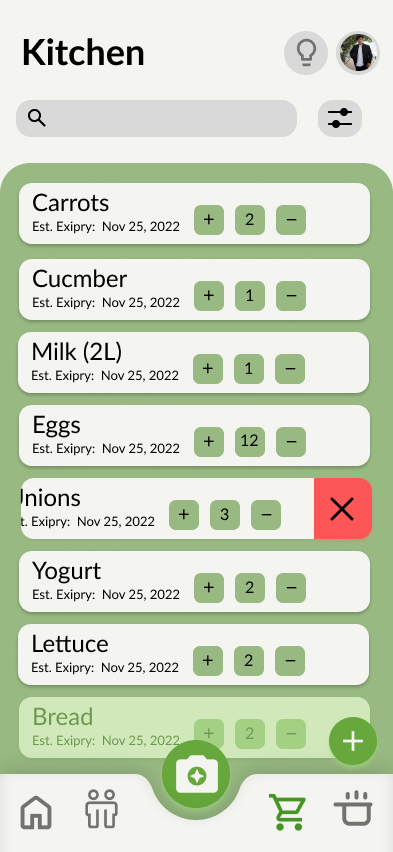 Kitchen
Carrots
Est. Exipry: Nov 25, 2022 + 2 −
Cucmber
Est. Exipry: Nov 25, 2022 + 1 −
Milk (2L)
Est. Exipry: Nov 25, 2022 + 1 −
Eggs
Est. Exipry: Nov 25, 2022 + 12 −
nions
t. Exipry: Nov 25, 2022 + 3 −
Yogurt
Est. Exipry: Nov 25, 2022 + 2 −
Lettuce
Est. Exipry: Nov 25, 2022 + 2 −
Bread
Est. Exipry: Nov 25, 2022 + 2 −